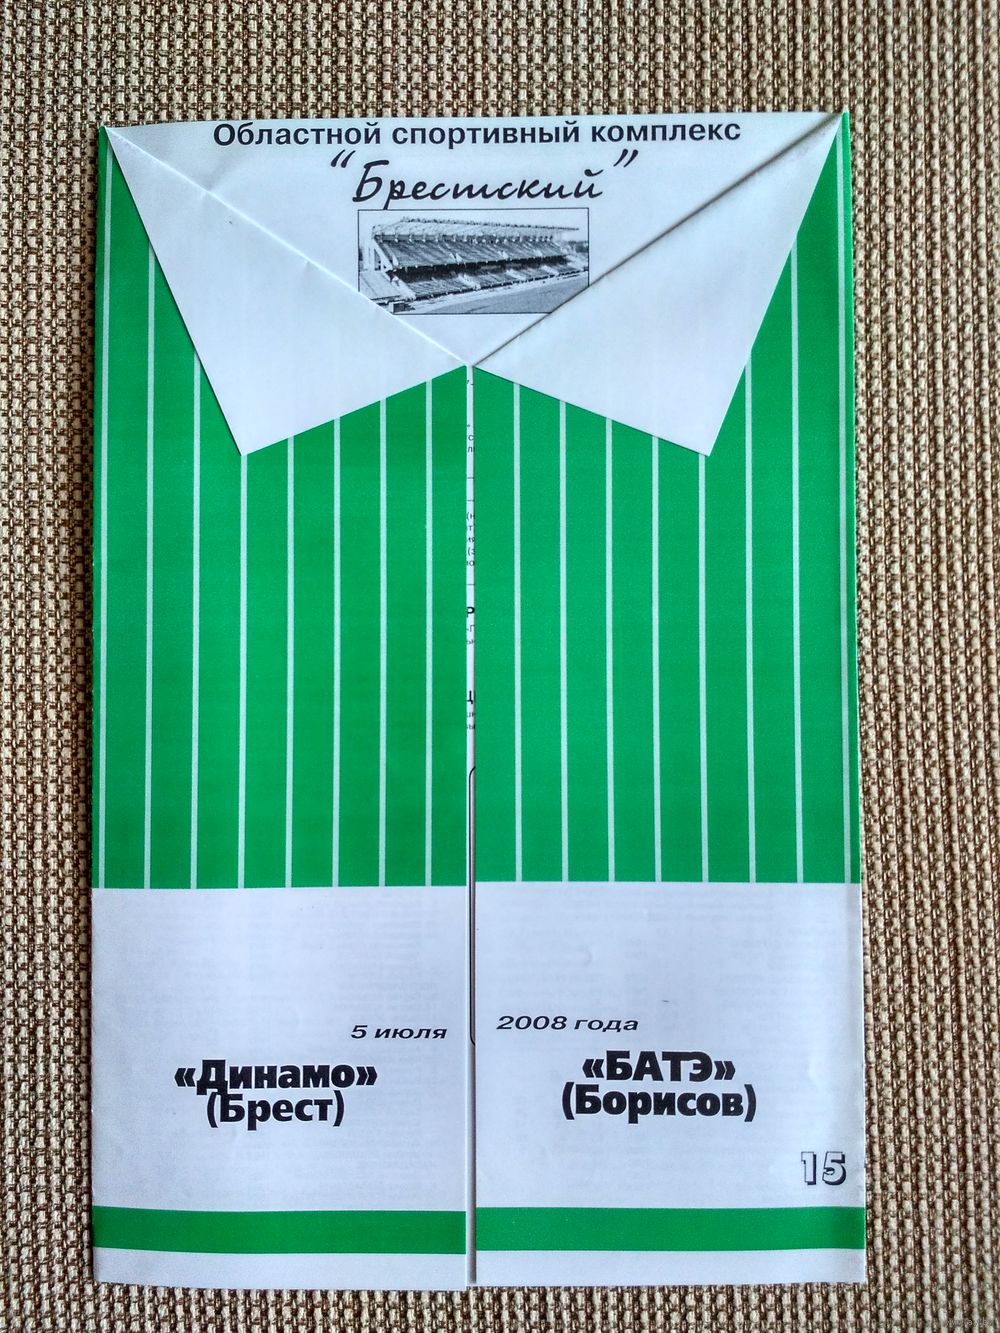 Областной спортивный комплекс
“Брестский”
5 июля 2008 года
«Динамо»
(Брест)
«БАТЭ»
(Борисов)
15